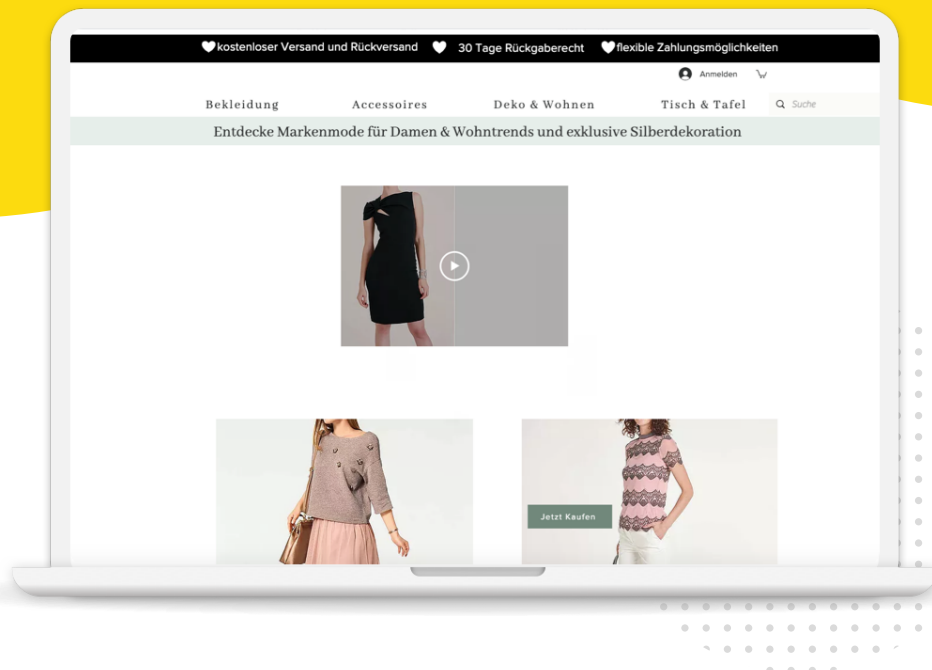 kostenloser Versand und Rückversand 30 Tage Rückgaberecht flexible Zahlungsmöglichkeiten
Anmelden
Bekleidung Accessoires Deko & Wohnen Tisch & Tafel Suche
Entdecke Markenmode für Damen & Wohntrends und exklusive Silberdekoration
Jetzt Kaufen